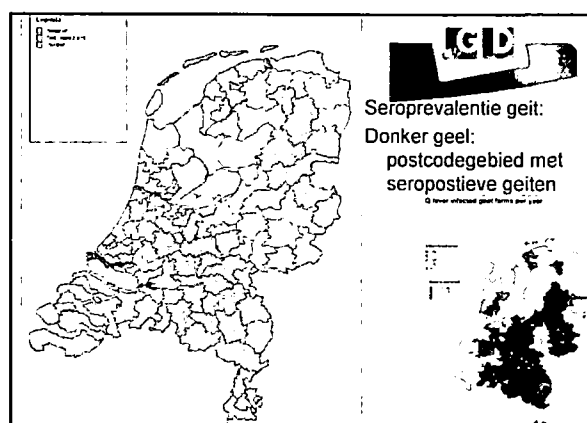 GD
Seroprevalentie geit:
Donker geel:
postcodegebied met
seropostieve geiten
Q fever infected goat farms per year